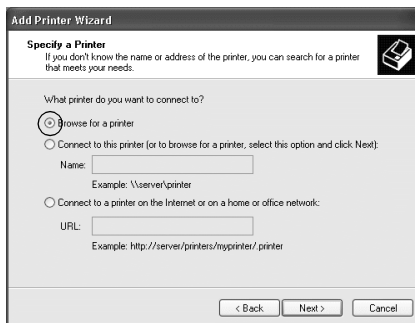 Add Printer Wizard
Specify a Printer
If you don't know the name or address of the printer, you can search for a printer
that meets your needs.
What printer do you want to connect to?
Browse for a printer
Connect to this printer (or to browse for a printer, select this option and click Next):
Name:
Example: \\server\printer
Connect to a printer on the Internet or on a home or office network:
URL:
Example: http://server/printers/myprinter/.printer
< Back Next > Cancel